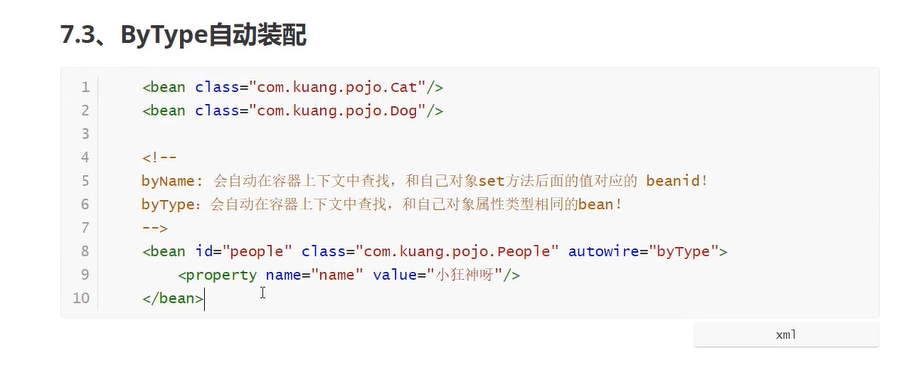 7.3、ByType自动装配
1 <bean class="com.kuang.pojo.Cat"/>
2 <bean class="com.kuang.pojo.Dog"/>
3
4 <!--
5 byName: 会自动在容器上下文中查找，和自己对象set方法后面的值对应的 beanid！
6 byType：会自动在容器上下文中查找，和自己对象属性类型相同的bean！
7 -->
8 <bean id="people" class="com.kuang.pojo.People" autowire="byType">
9 <property name="name" value="小狂神呀"/>
10 </bean>
xml